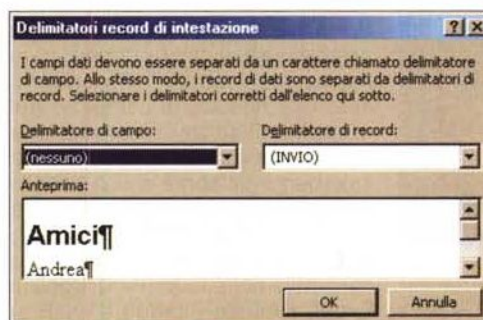 Delimitatori record di intestazione
I campi dati devono essere separati da un carattere chiamato delimitatore
di campo. Allo stesso modo, i record di dati sono separati da delimitatori di
record. Selezionare i delimitatori corretti dall'elenco qui sotto.
Delimitatore di campo: Delimitatore di record:
(nessuno) (INVIO)
Anteprima:
Amici¶
Andrea¶
OK Annulla